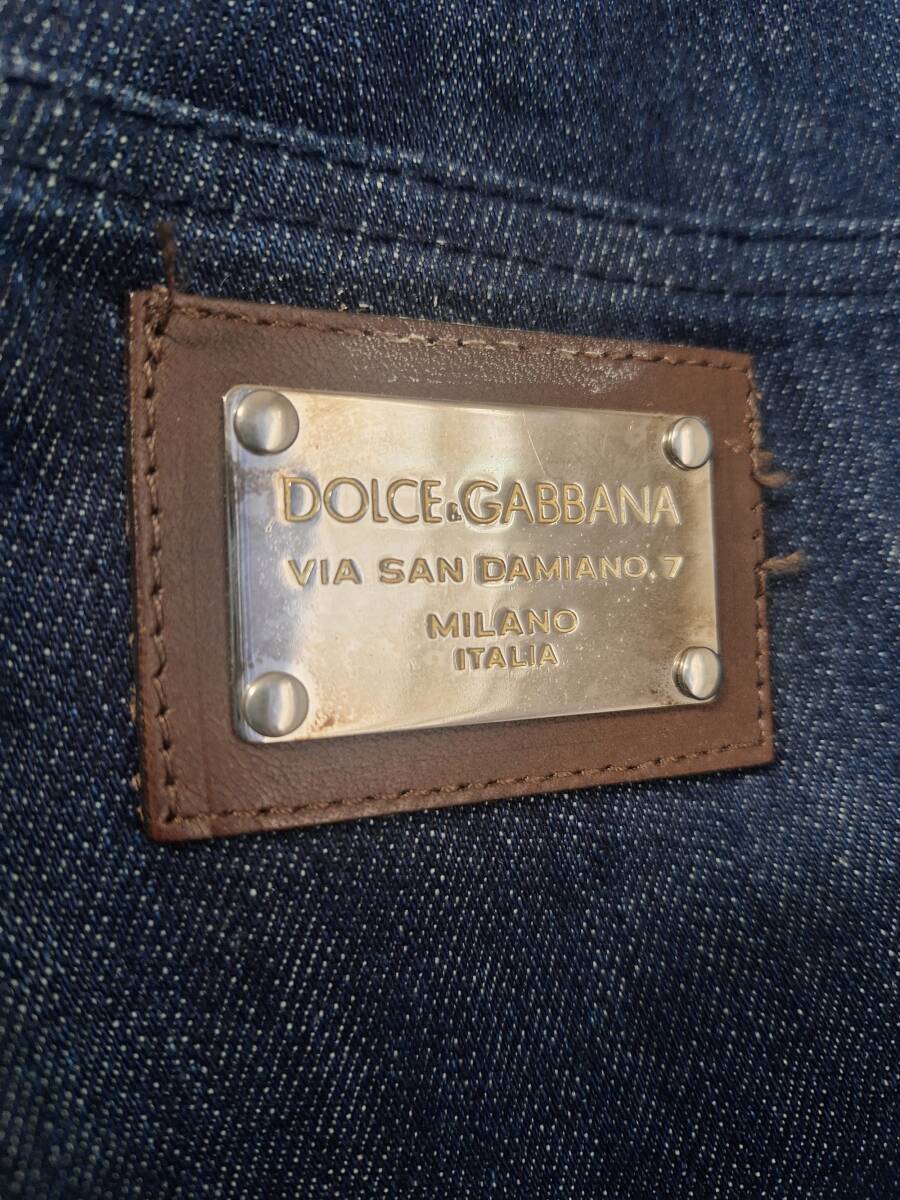 DOLCE&GABBANA
VIA SAN DAMIANO, 7
MILANO
ITALIA